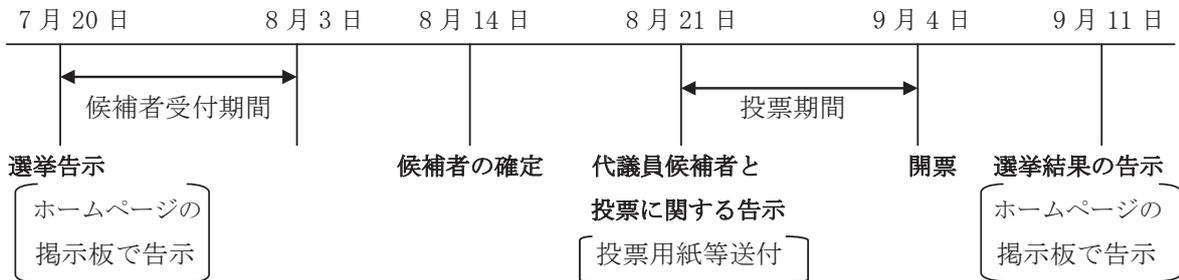 7月20日 8月3日 8月14日 8月21日 9月4日 9月11日
候補者受付期間 投票期間
選挙告示 候補者の確定 代議員候補者と 開票 選挙結果の告示
ホームページの 投票に関する告示 ホームページの
掲示板で告示 投票用紙等送付 掲示板で告示